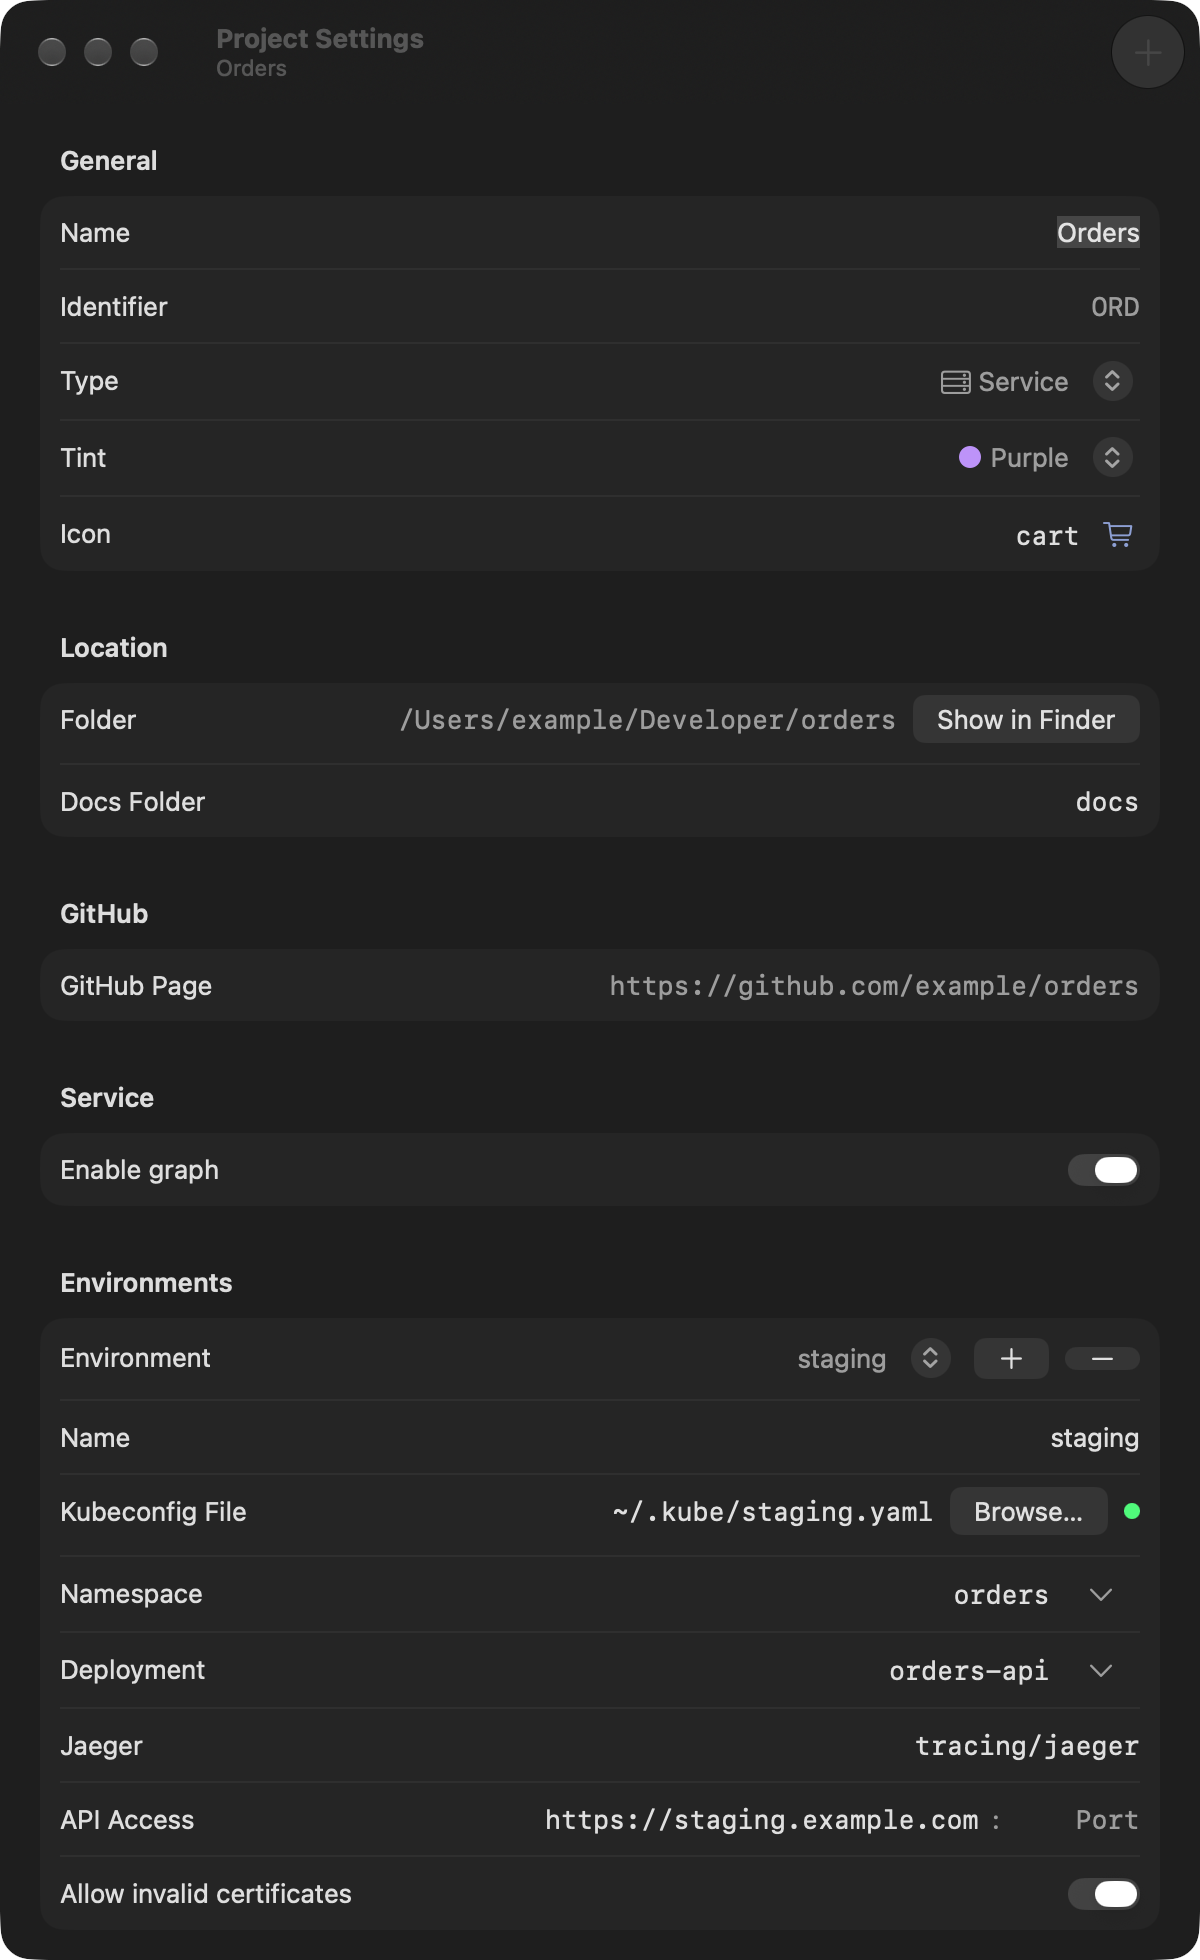 Project Settings
Orders
General
Name Orders
Identifier ORD
Type Service
Tint Purple
Icon cart
Location
Folder /Users/example/Developer/orders Show in Finder
Docs Folder docs
GitHub
GitHub Page https://github.com/example/orders
Service
Enable graph
Environments
Environment staging
Name staging
Kubeconfig File ~/.kube/staging.yaml Browse...
Namespace orders
Deployment orders-api
Jaeger tracing/jaeger
API Access https://staging.example.com : Port
Allow invalid certificates